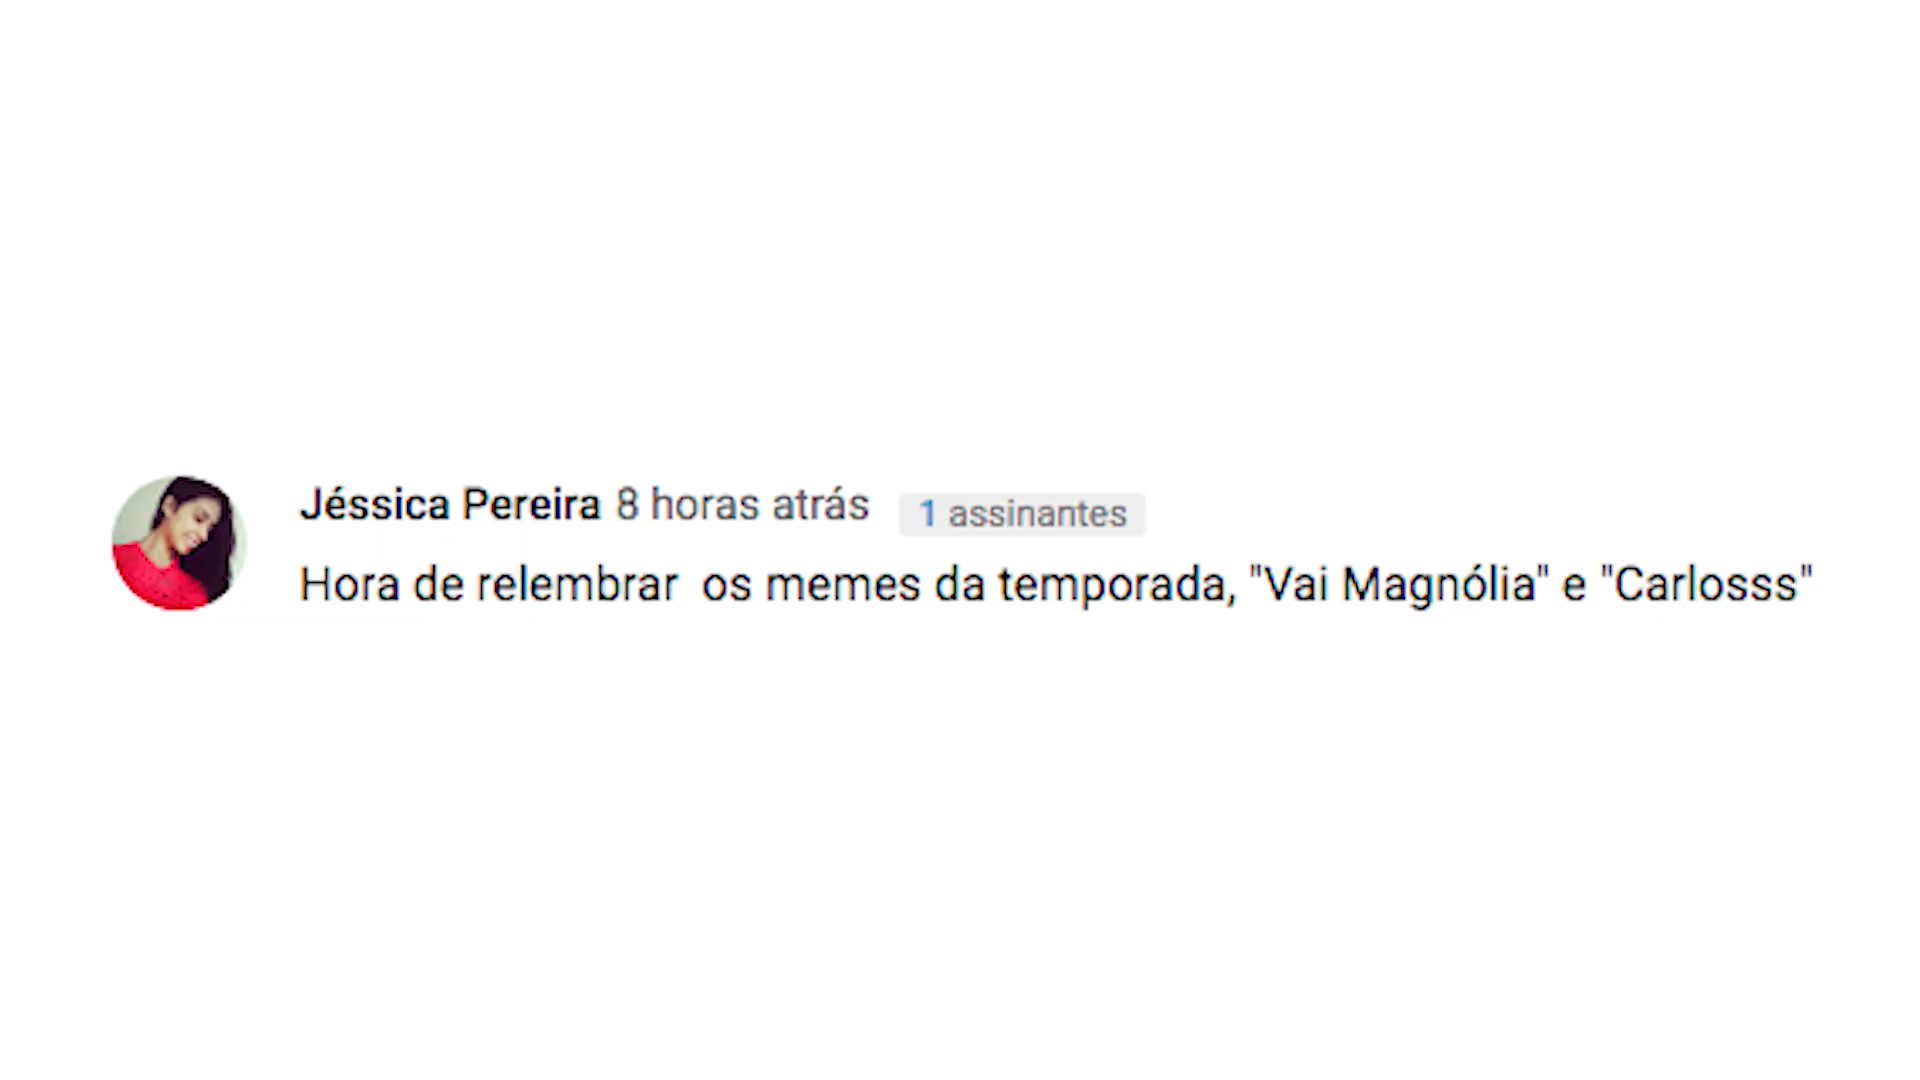 Jéssica Pereira 8 horas atrás 1 assinantes
Hora de relembrar  os memes da temporada, "Vai Magnólia" e "Carlosss"